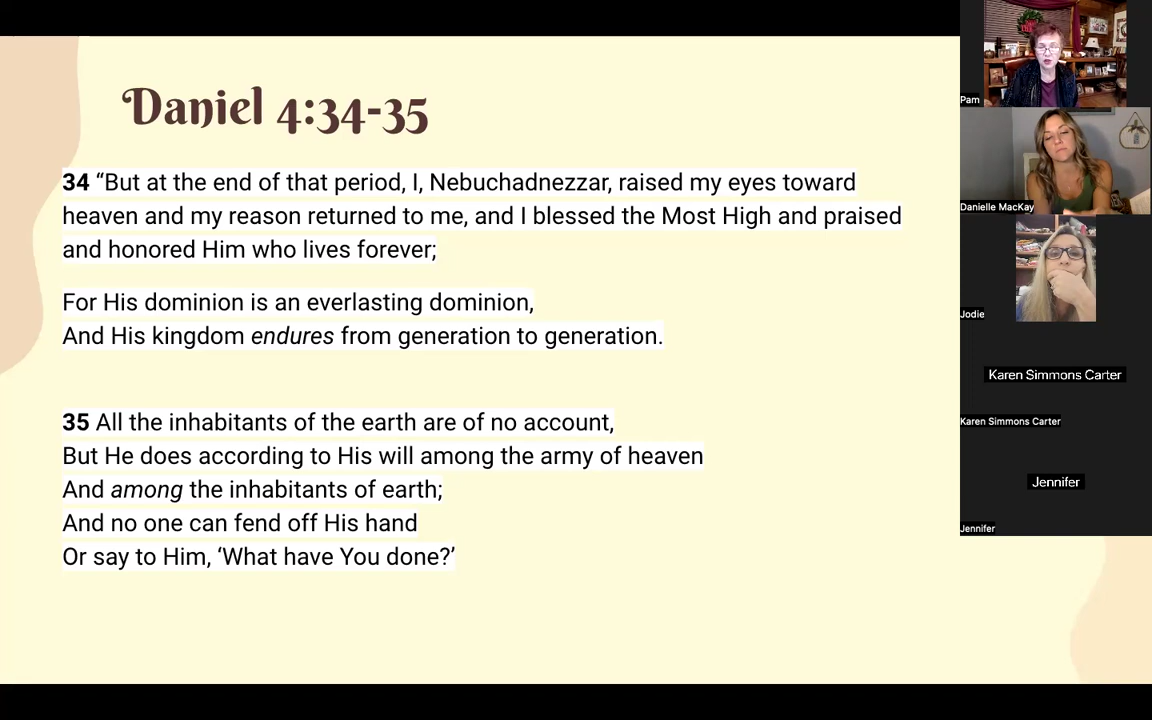 Daniel 4:34-35
34 “But at the end of that period, I, Nebuchadnezzar, raised my eyes toward
heaven and my reason returned to me, and I blessed the Most High and praised
and honored Him who lives forever;
For His dominion is an everlasting dominion,
And His kingdom endures from generation to generation.
35 All the inhabitants of the earth are of no account,
But He does according to His will among the army of heaven
And among the inhabitants of earth;
And no one can fend off His hand
Or say to Him, ‘What have You done?’
Pam
Danielle MacKay
Jodie
Karen Simmons Carter
Karen Simmons Carter
Jennifer
Jennifer